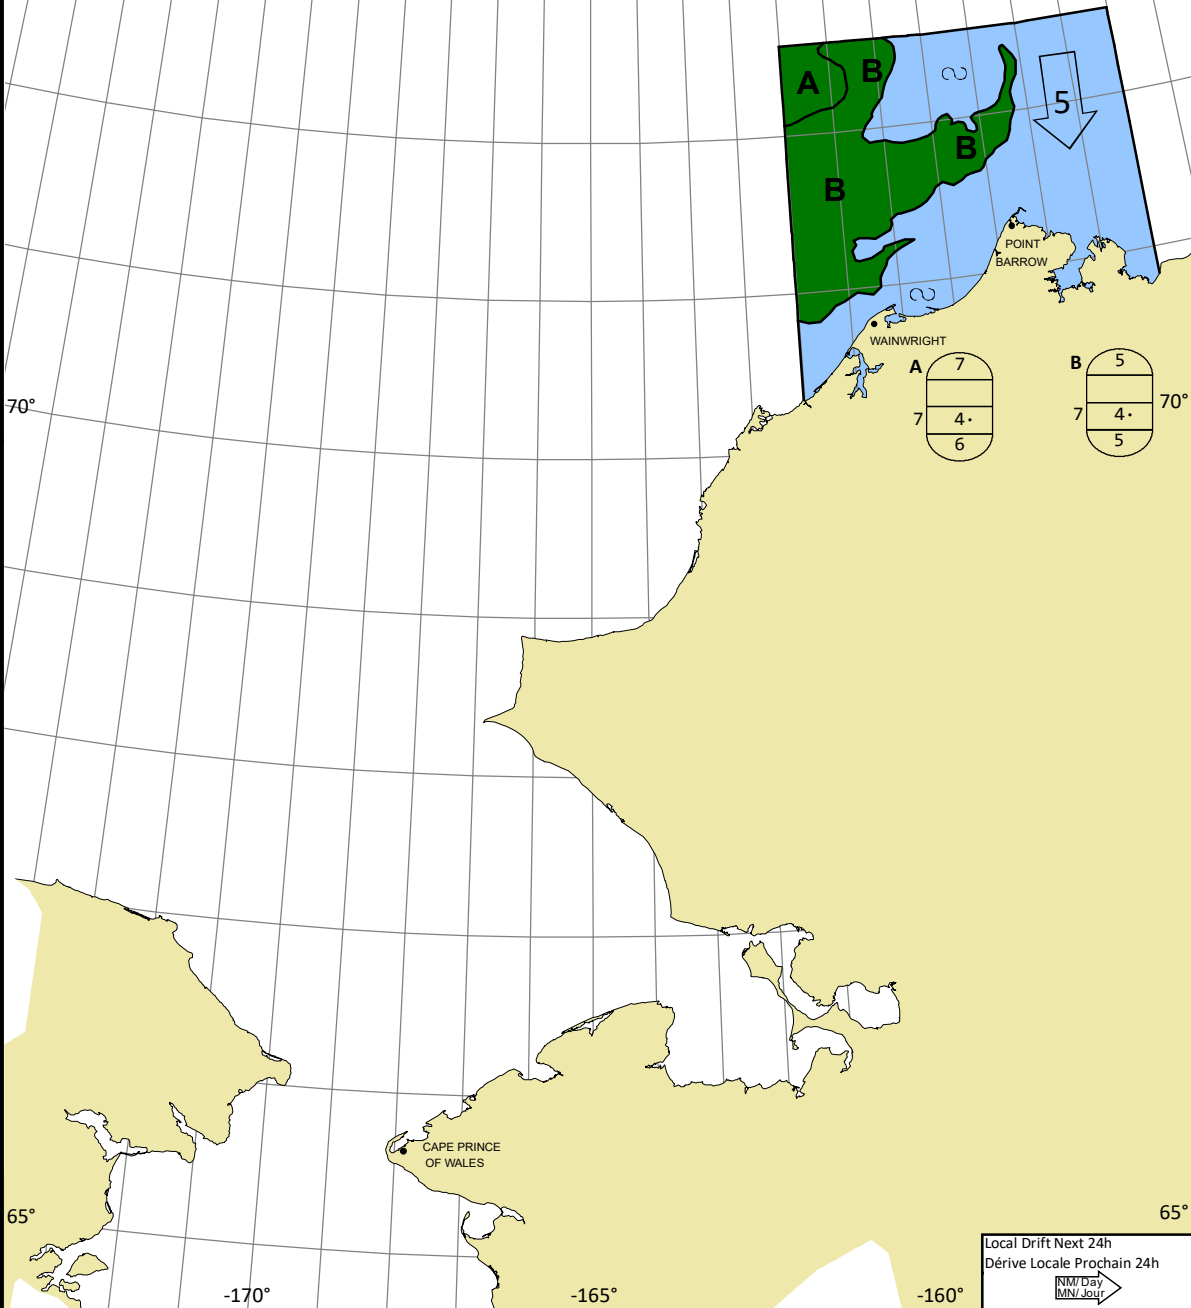 A
B
5
B
B
POINT
BARROW
WAINWRIGHT
A
7
B
5
7
4•
7
4•
6
5
70°
70°
CAPE PRINCE
OF WALES
65°
65°
-170°
-165°
-160°
Local Drift Next 24h
Dérive Locale Prochain 24h
NM/Day
MN/Jour